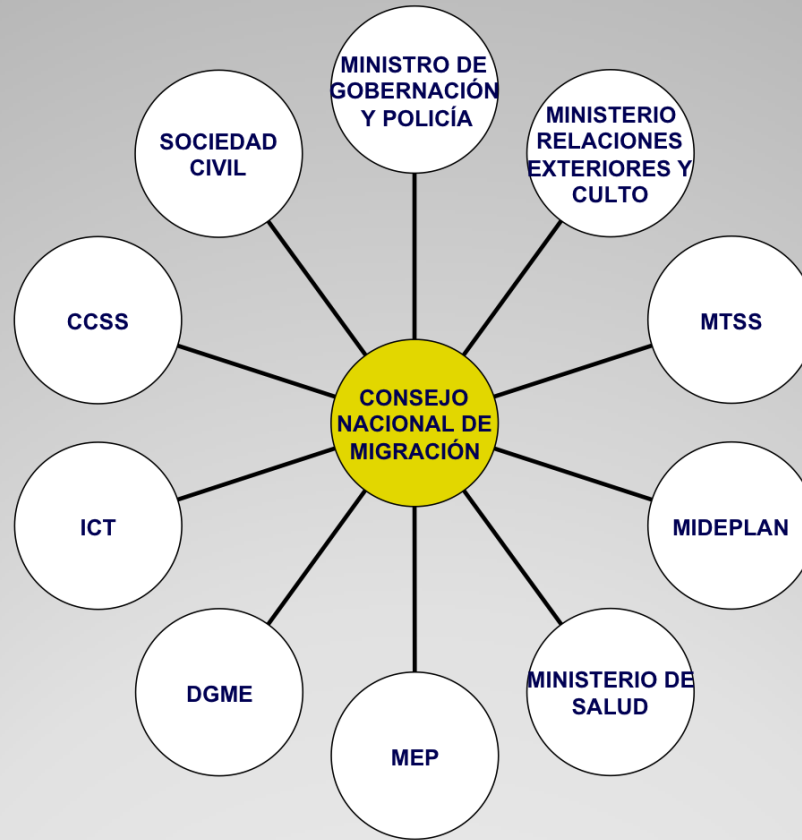 MINISTRO DE
GOBERNACIÓN
Y POLICÍA
MINISTERIO
RELACIONES
EXTERIORES Y
CULTO
SOCIEDAD
CIVIL
CCSS
MTSS
CONSEJO
NACIONAL DE
MIGRACIÓN
ICT
MIDEPLAN
DGME
MINISTERIO DE
SALUD
MEP